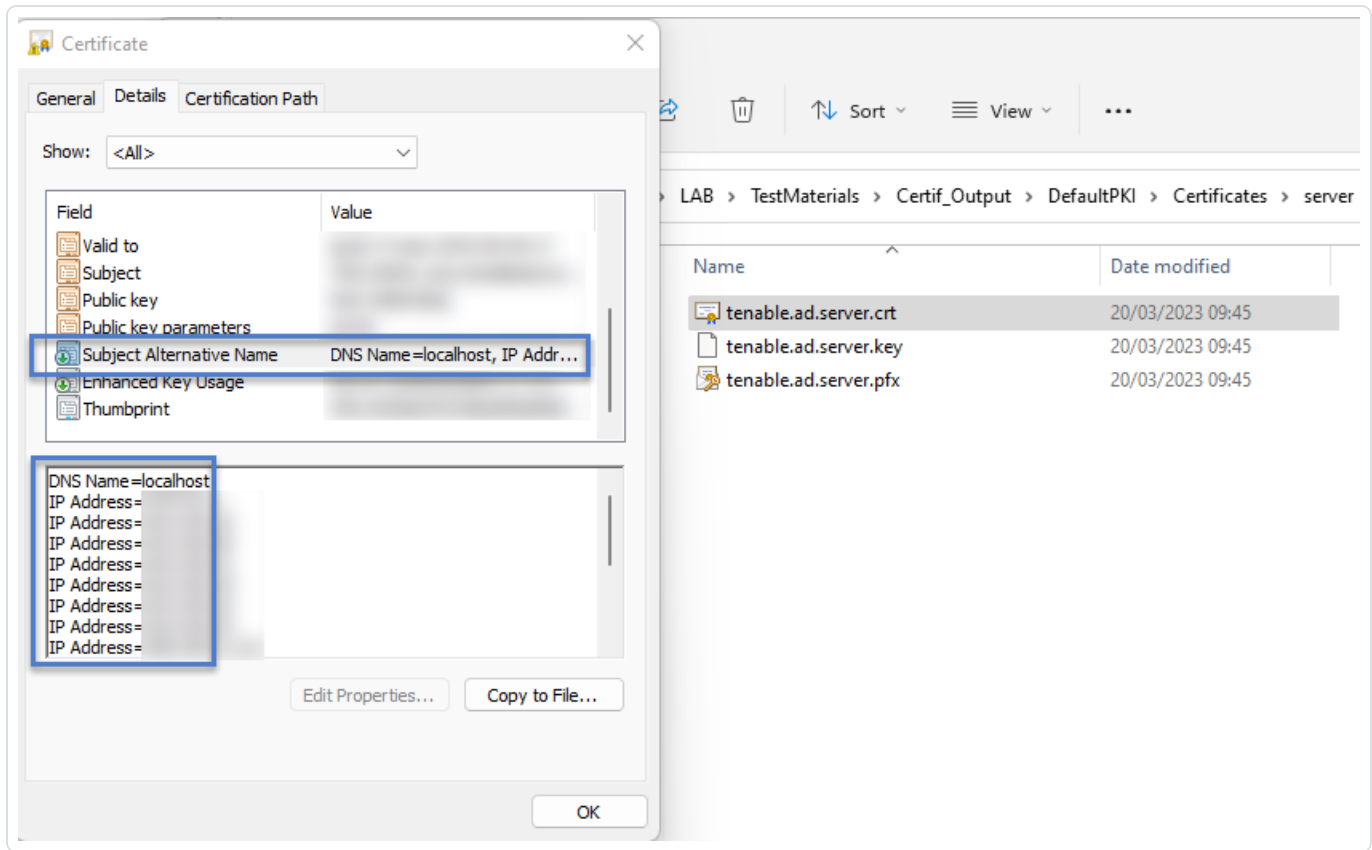 Certificate
General Details Certification Path
Show: <All>
Field Value
Valid to
Subject
Public key
Public key parameters
Subject Alternative Name DNS Name=localhost, IP Addr...
Enhanced Key Usage
Thumbprint
DNS Name=localhost
IP Address=
IP Address=
IP Address=
IP Address=
IP Address=
IP Address=
IP Address=
IP Address=
Edit Properties... Copy to File...
OK
Sort View ...
LAB > TestMaterials > Certif_Output > DefaultPKI > Certificates > server
Name Date modified
tenable.ad.server.crt 20/03/2023 09:45
tenable.ad.server.key 20/03/2023 09:45
tenable.ad.server.pfx 20/03/2023 09:45